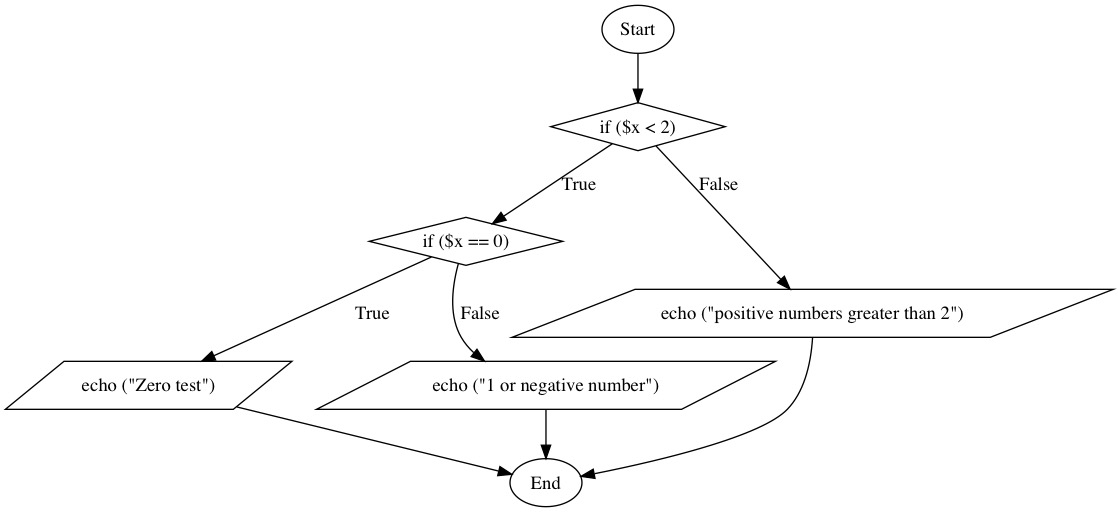 Start
if ($x < 2)
True
False
if ($x == 0)
True
False
echo ("positive numbers greater than 2")
echo ("Zero test")
echo ("1 or negative number")
End